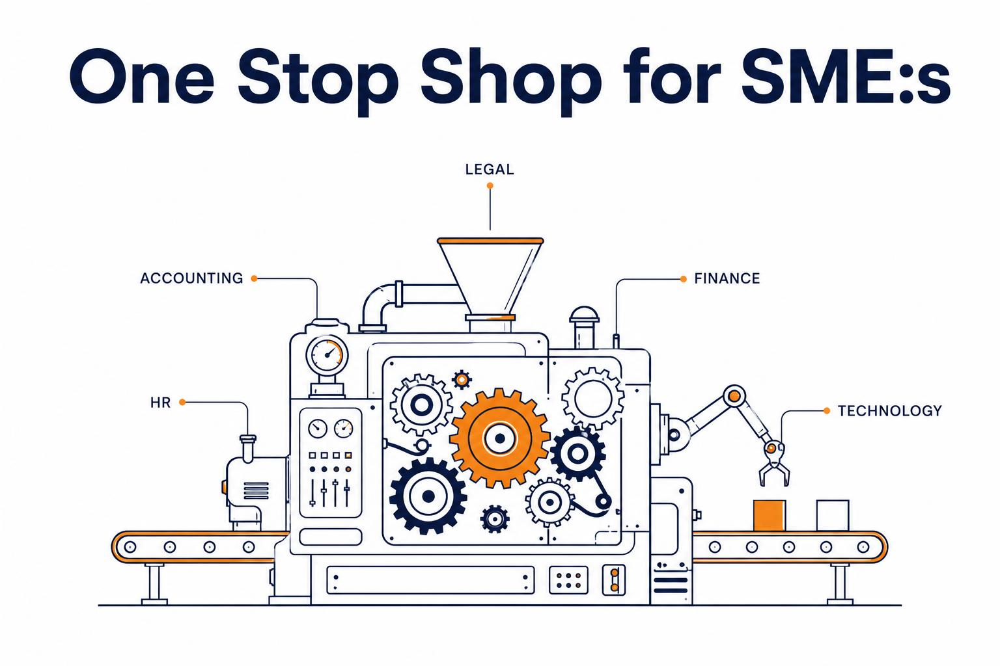 One Stop Shop for SME:s
LEGAL
ACCOUNTING
FINANCE
HR
TECHNOLOGY